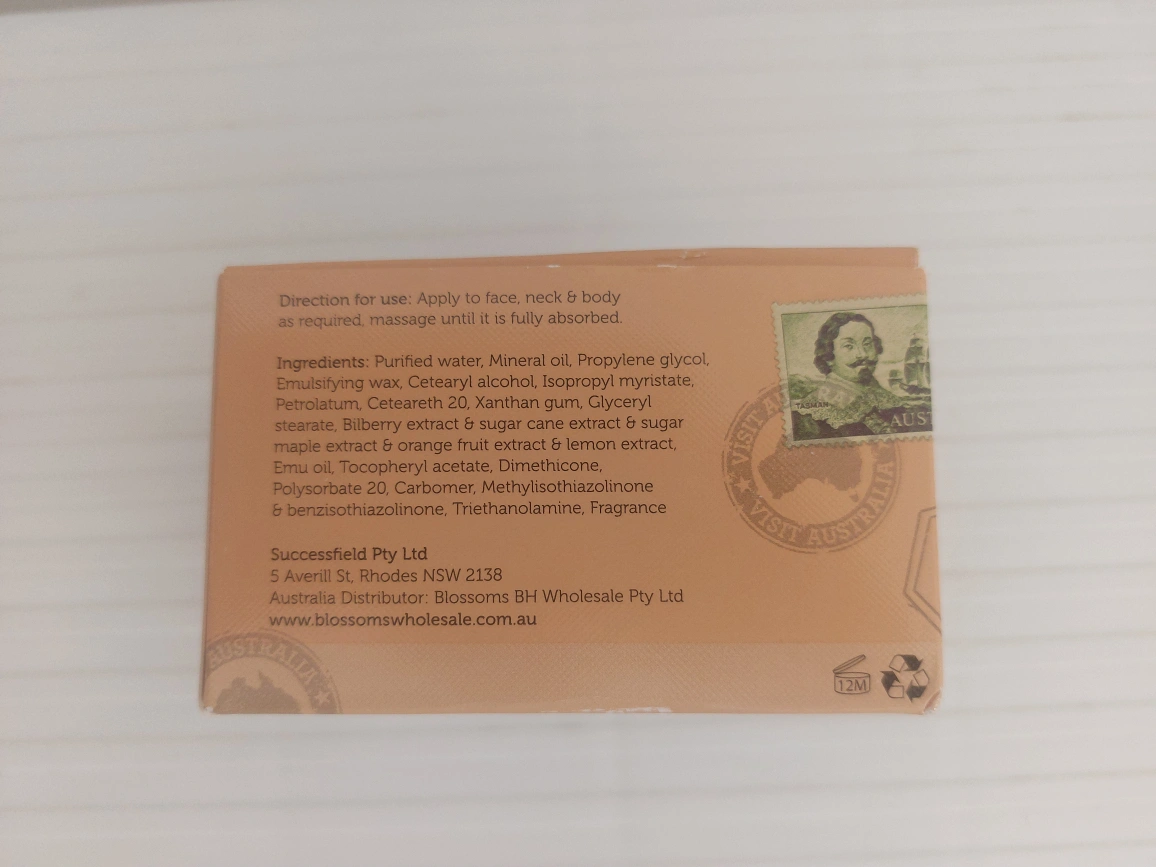 Direction for use: Apply to face, neck & body
as required, massage until it is fully absorbed.
Ingredients: Purified water, Mineral oil, Propylene glycol,
Emulsifying wax, Cetearyl alcohol, Isopropyl myristate,
Petrolatum, Ceteareth 20, Xanthan gum, Glyceryl
stearate, Bilberry extract & sugar cane extract & sugar
maple extract & orange fruit extract & lemon extract,
Emu oil, Tocopheryl acetate, Dimethicone,
Polysorbate 20, Carbomer, Methylisothiazolinone
& benzisothiazolinone, Triethanolamine, Fragrance
Successfield Pty Ltd
5 Averill St, Rhodes NSW 2138
Australia Distributor: Blossoms BH Wholesale Pty Ltd
www.blossomswholesale.com.au
TASMAN
AUST
VISIT AUSTRALIA
VISIT AUSTRALIA
AUSTRALIA
12M